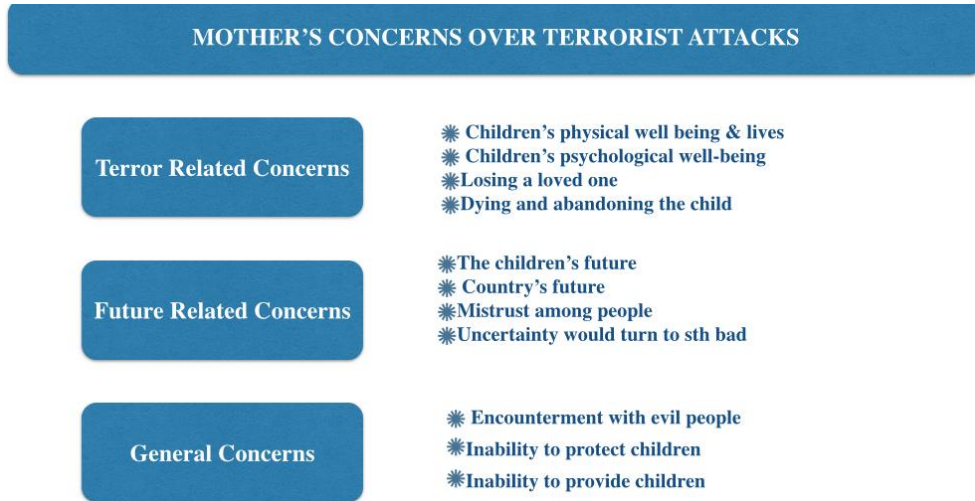 MOTHER'S CONCERNS OVER TERRORIST ATTACKS
Terror Related Concerns
Children's physical well being & lives
Children's psychological well-being
Losing a loved one
Dying and abandoning the child
Future Related Concerns
The children's future
Country's future
Mistrust among people
Uncertainty would turn to sth bad
General Concerns
Encounterment with evil people
Inability to protect children
Inability to provide children